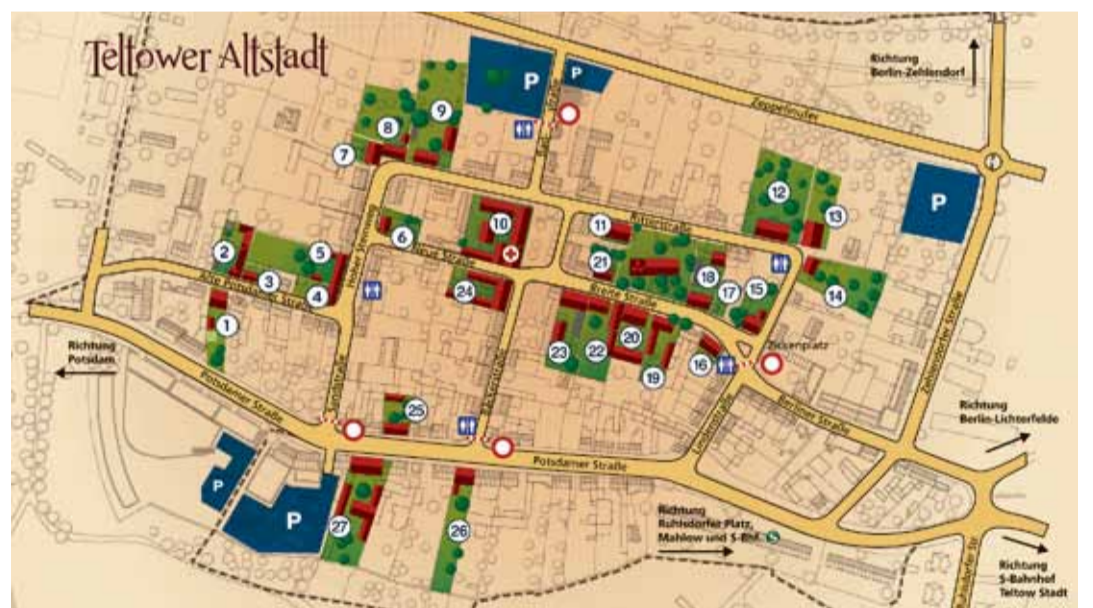 Teltower Altstadt
P
P
Richtung
Berlin-Zehlendorf
Zeppelinufer
9
8
7
12
13
P
10
11
Ritterstraße
6
Hoher Steinweg
Neue Straße
2
5
3
4
Alte Potsdamer Straße
21
18
17
15
14
24
Breite Straße
1
23
22
20
19
16
Zickenplatz
Richtung
Potsdam
Potsdamer Straße
25
Lindenstraße
Berliner Straße
Zehlendorfer Straße
Richtung
Berlin-Lichterfelde
P
P
Potsdamer Straße
27
26
Richtung
Ruhlsdorfer Platz,
Mahlow und S-Bhf.
S
Richtung
S-Bahnhof
Teltow Stadt